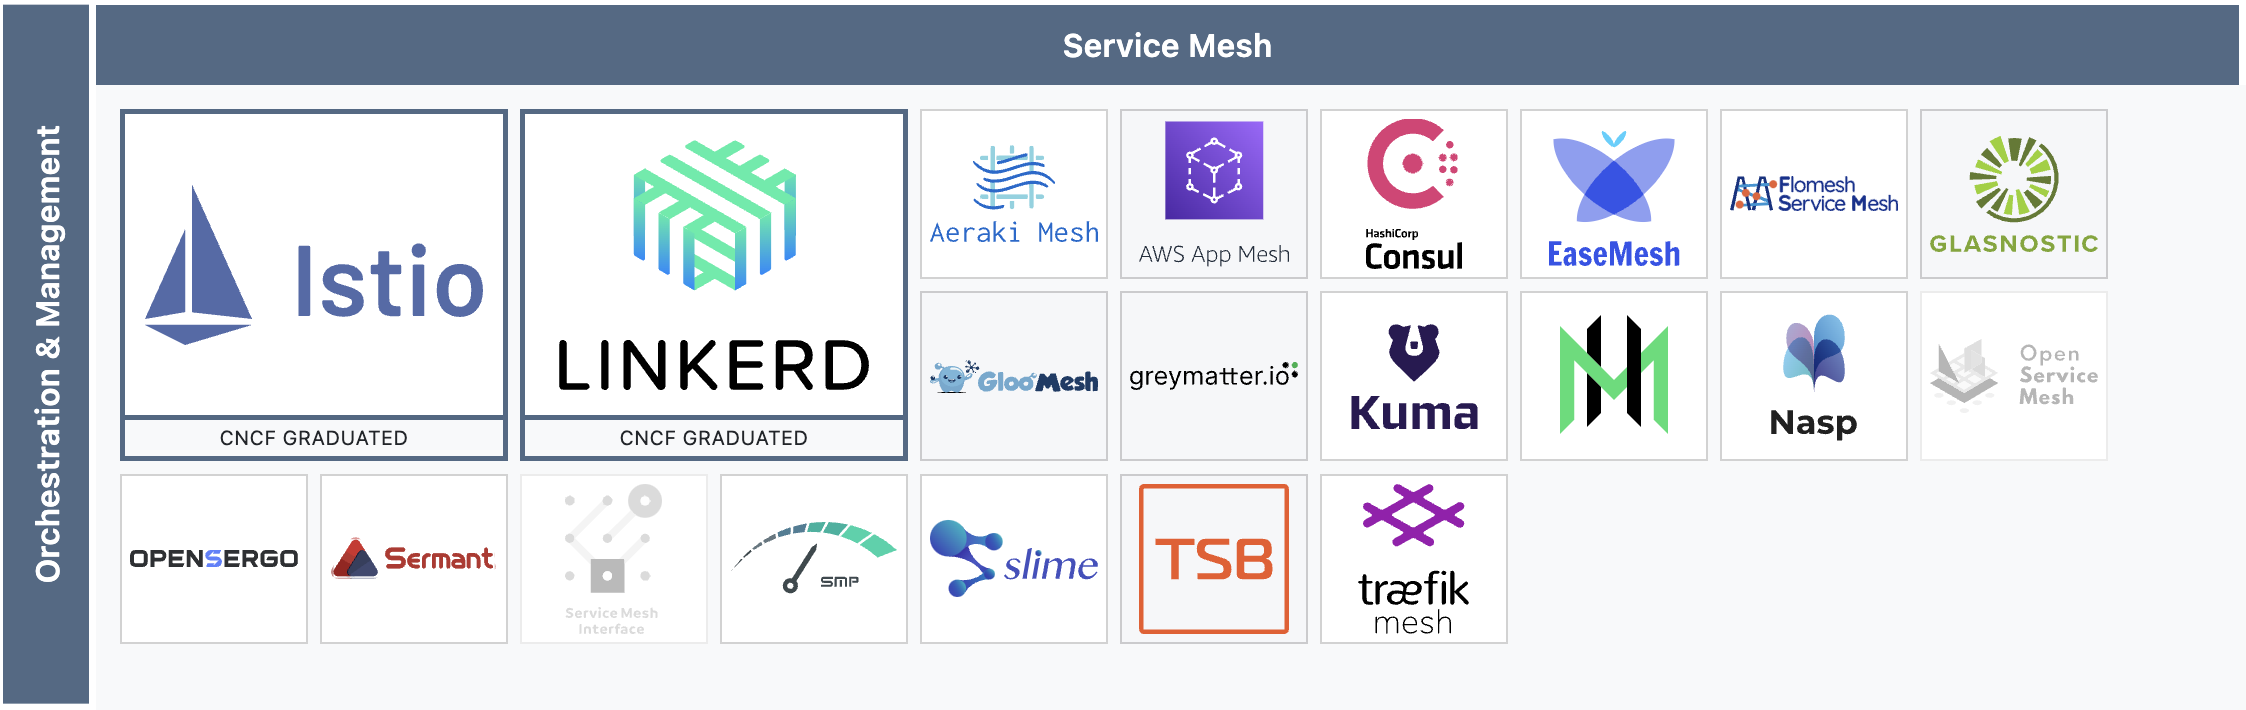 Service Mesh
Orchestration & Management
Istio
CNCF GRADUATED
LINKERD
CNCF GRADUATED
Aeraki Mesh
AWS App Mesh
HashiCorp
Consul
EaseMesh
Flomesh
Service Mesh
GLASNOSTIC
Gloo Mesh
greymatter.io
Kuma
Nasp
Open
Service
Mesh
OPENSERGO
Sermant
Service Mesh
Interface
SMP
slime
TSB
træfik
mesh